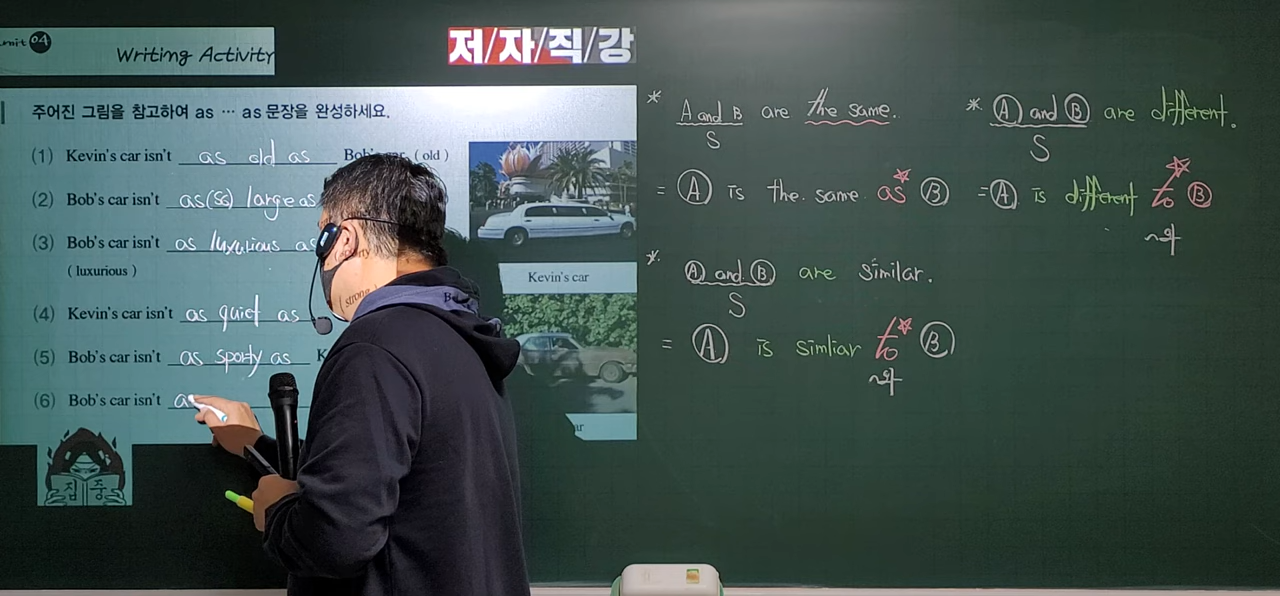 unit 04
Writing Activity
저/자/직/강
주어진 그림을 참고하여 as … as 문장을 완성하세요.
(1) Kevin's car isn't as old as Bob's car. ( old )
(2) Bob's car isn't as(so) large as
(3) Bob's car isn't as luxurious as
( luxurious )
(4) Kevin's car isn't as quiet as
(strong
(5) Bob's car isn't as sporty as K
(6) Bob's car isn't as
Kevin's car
ar
집중
* A and B are the same.
S
= A is the same as B
* A and B are different.
S
= A is different to B
* A and B are similar.
S
= A is simliar to B